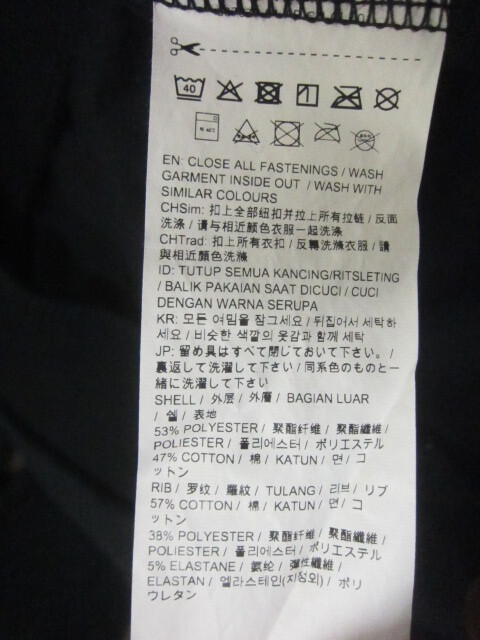 40
EN: CLOSE ALL FASTENINGS / WASH
GARMENT INSIDE OUT / WASH WITH
SIMILAR COLOURS
CHSim: 扣上全部纽扣并拉上所有拉链 / 反面
洗涤 / 请与相近颜色衣服一起洗涤
CHTrad: 扣上所有衣扣 / 反轉洗滌衣服 / 請
與相近顏色洗滌
ID: TUTUP SEMUA KANCING/RITSLETING
/ BALIK PAKAIAN SAAT DICUCI / CUCI
DENGAN WARNA SERUPA
KR: 모든 여밈을 잠그세요 / 뒤집어서 세탁하
세요 / 비슷한 색깔의 옷감과 함께 세탁
JP: 留め具はすべて閉じておいて下さい。/
裏返して洗濯して下さい / 同系色のものと一
緒に洗濯して下さい
SHELL / 外层 / 外層 / BAGIAN LUAR
/ 쉘 / 表地
53% POLYESTER / 聚酯纤维 / 聚酯纖維 /
POLIESTER / 폴리에스터 / ポリエステル
47% COTTON / 棉 / KATUN / 면 / コ
ットン
RIB / 罗纹 / 羅紋 / TULANG / 리브 / リブ
57% COTTON / 棉 / KATUN / 면 / コ
ットン
38% POLYESTER / 聚酯纤维 / 聚酯纖維 /
POLIESTER / 폴리에스터 / ポリエステル
5% ELASTANE / 氨纶 / 彈性纖維 /
ELASTAN / 엘라스테인(지정외) / ポリ
ウレタン